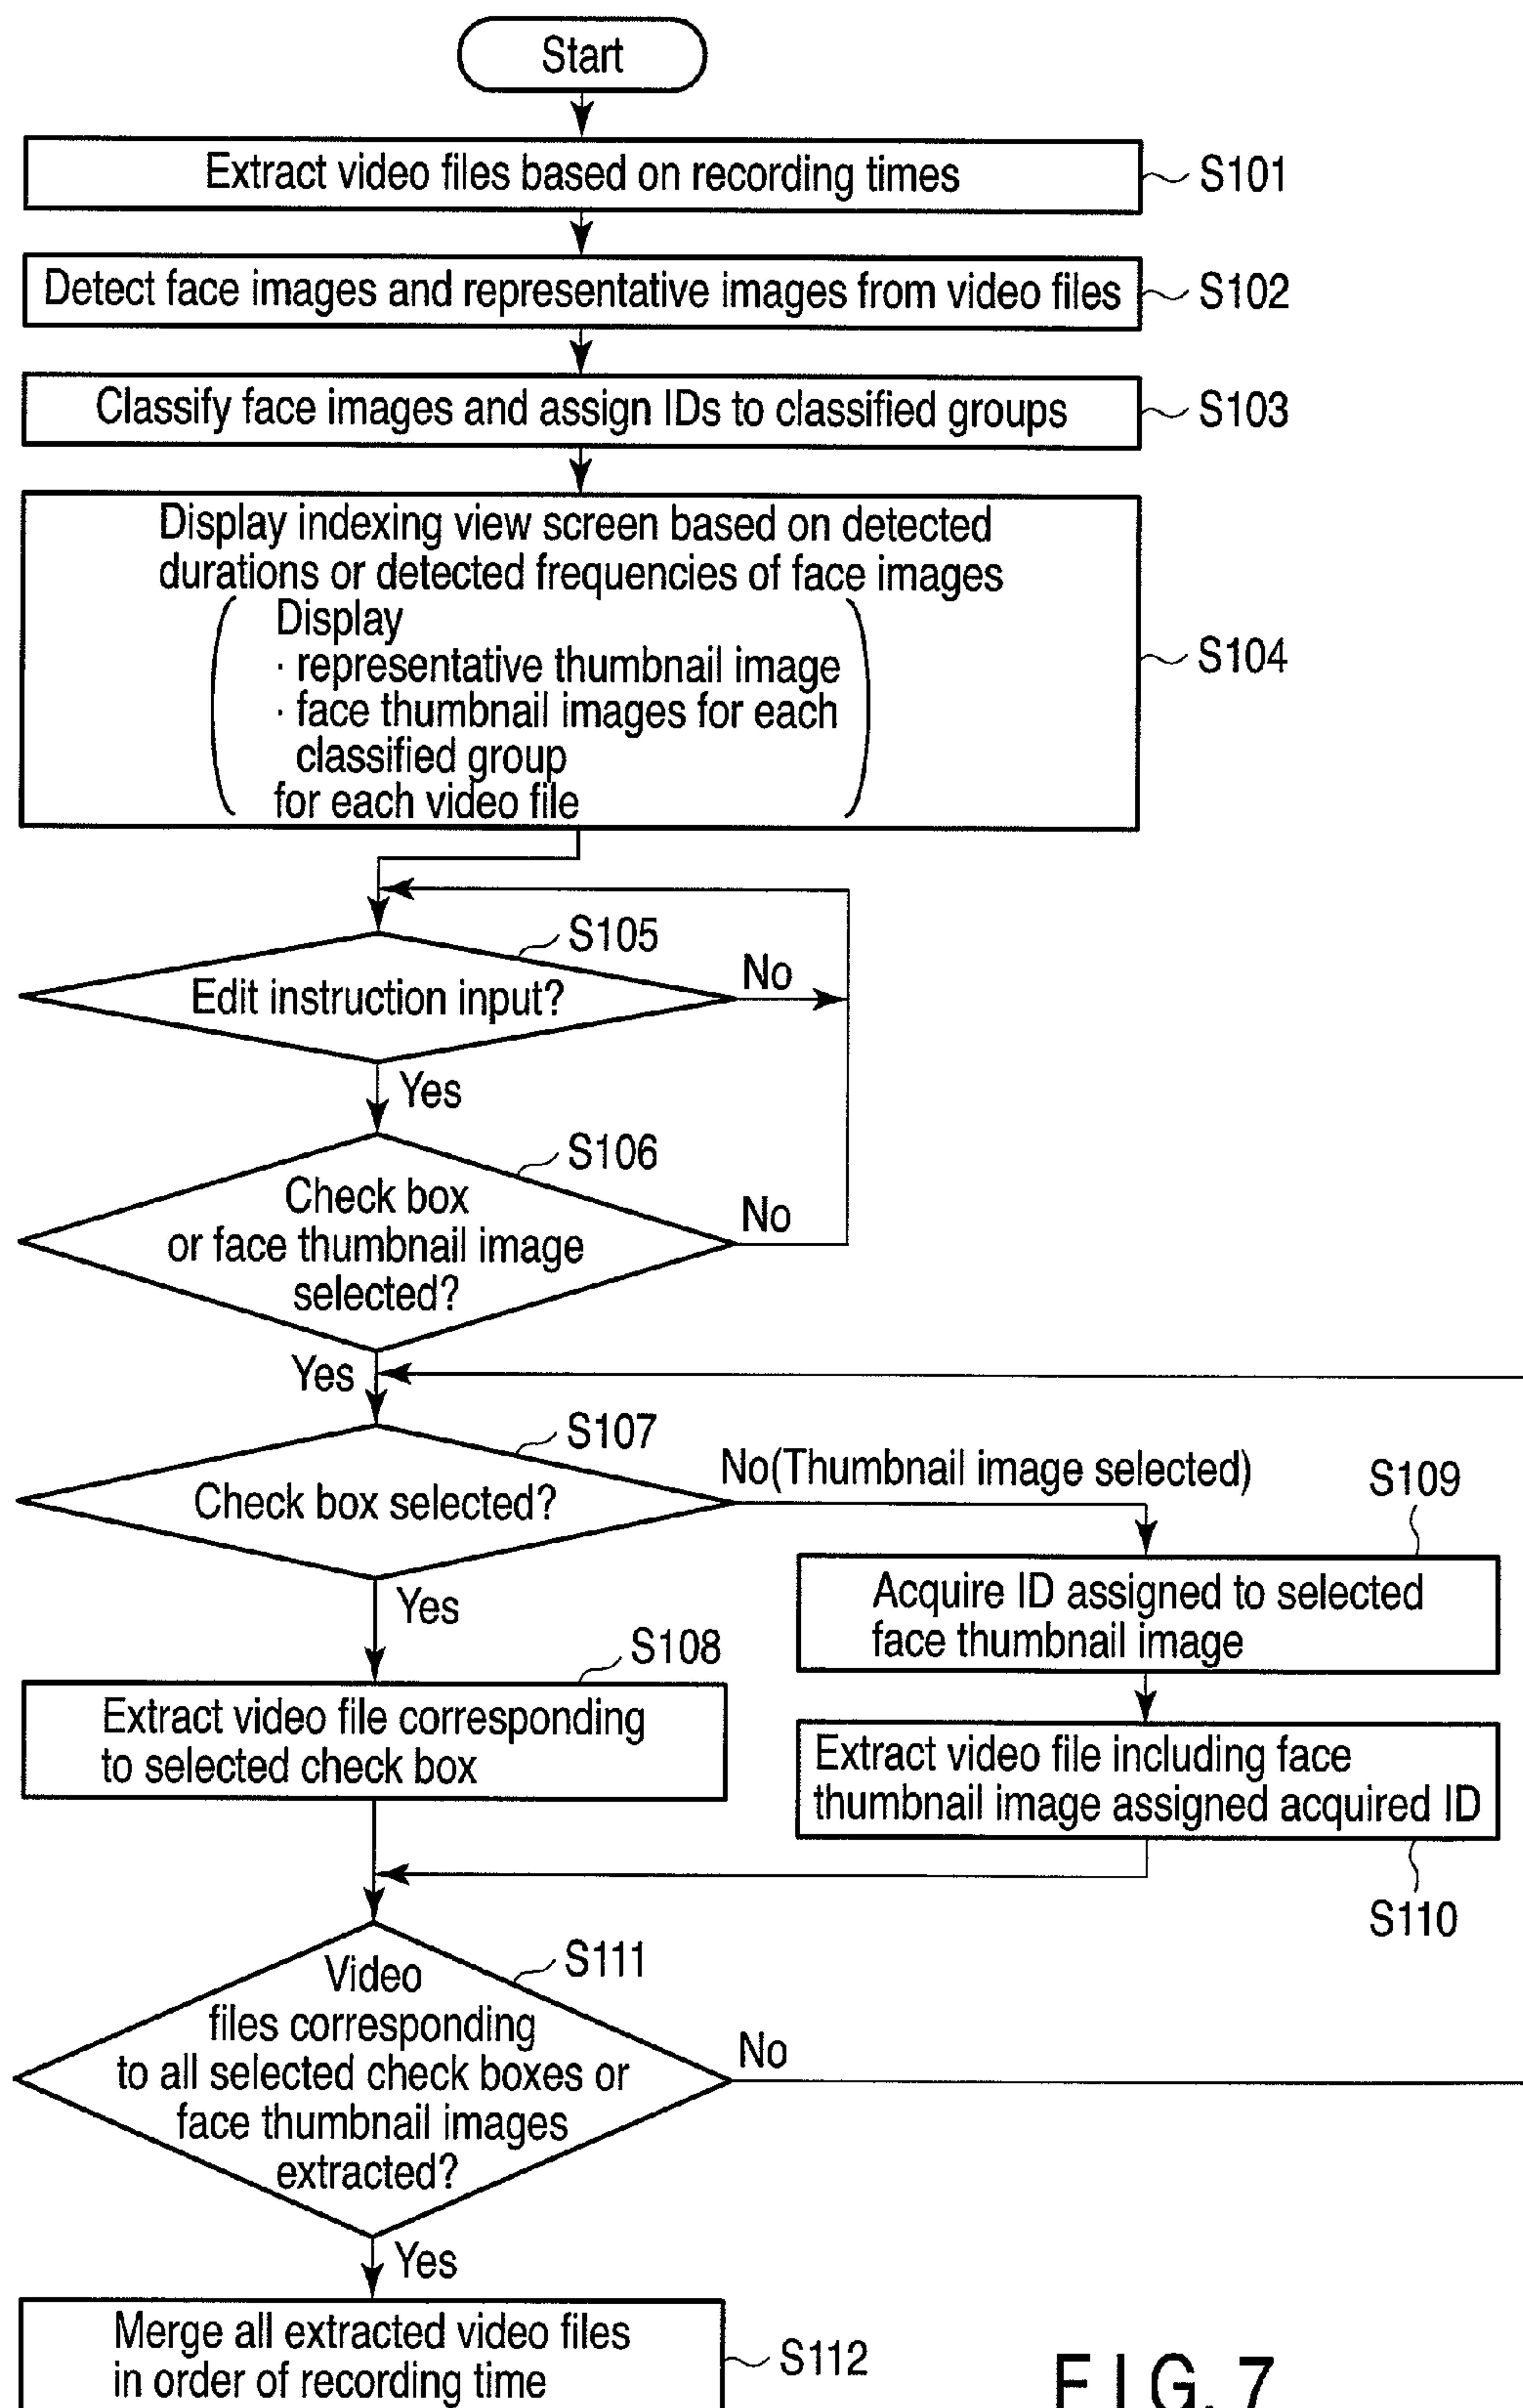 Start
Extract video files based on recording times
S101
Detect face images and representative images from video files
S102
Classify face images and assign IDs to classified groups
S103
Display indexing view screen based on detected
durations or detected frequencies of face images
Display
· representative thumbnail image
· face thumbnail images for each
classified group
for each video file
S104
S105
Edit instruction input?
No
Yes
S106
Check box
or face thumbnail image
selected?
No
Yes
S107
Check box selected?
No(Thumbnail image selected)
Yes
S109
Acquire ID assigned to selected
face thumbnail image
S108
Extract video file corresponding
to selected check box
Extract video file including face
thumbnail image assigned acquired ID
S110
S111
Video
files corresponding
to all selected check boxes or
face thumbnail images
extracted?
No
Yes
Merge all extracted video files
in order of recording time
S112
FIG. 7